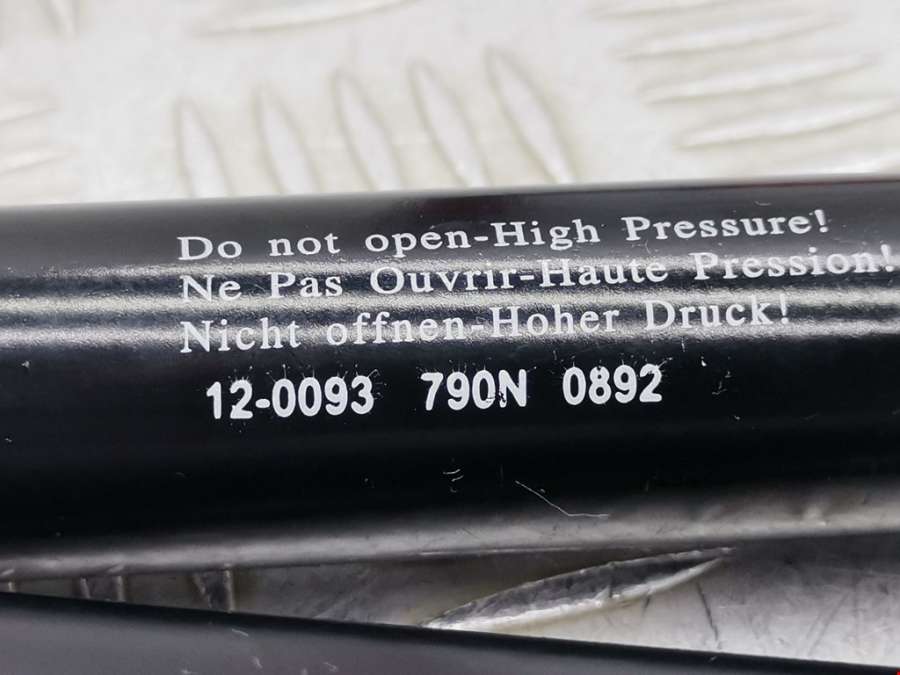 Do not open-High Pressure!
Ne Pas Ouvrir-Haute Pression!
Nicht offnen-Hoher Druck!
12-0093 790N 0892